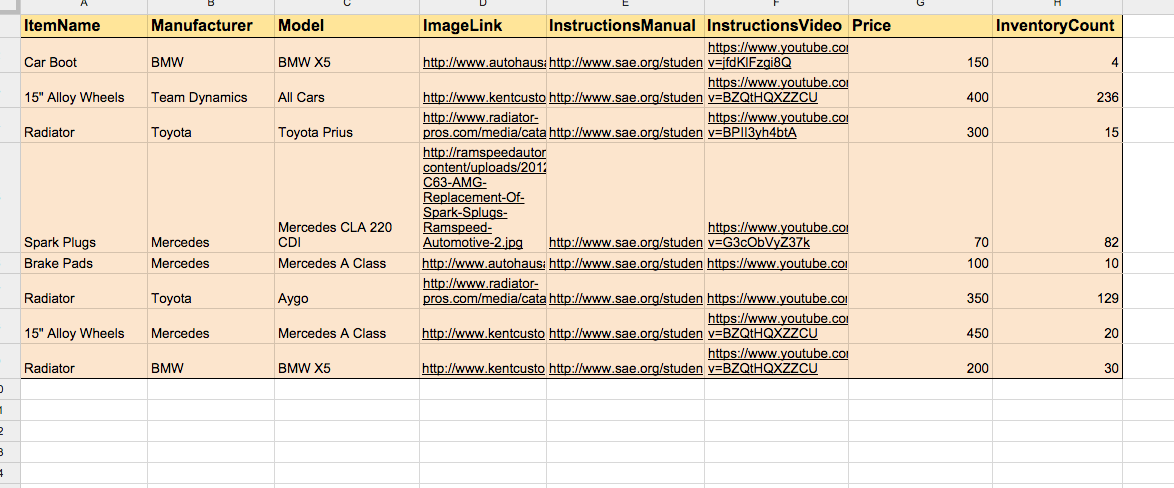 A B C D E F G H
ItemName Manufacturer Model ImageLink InstructionsManual InstructionsVideo Price InventoryCount
https://www.youtube.co
Car Boot BMW BMW X5 http://www.autohaus http://www.sae.org/studen v=jfdKlFzgi8Q 150 4
https://www.youtube.co
15" Alloy Wheels Team Dynamics All Cars http://www.kentcusto http://www.sae.org/studen v=BZQtHQXZZCU 400 236
http://www.radiator- https://www.youtube.co
Radiator Toyota Toyota Prius pros.com/media/cata http://www.sae.org/studen v=BPII3yh4btA 300 15
http://ramspeedautor
content/uploads/2012
C63-AMG-
Replacement-Of-
Spark-Splugs-
Mercedes CLA 220 Ramspeed- https://www.youtube.co
Spark Plugs Mercedes CDI Automotive-2.jpg http://www.sae.org/studen v=G3cObVyZ37k 70 82
Brake Pads Mercedes Mercedes A Class http://www.autohaus http://www.sae.org/studen https://www.youtube.co 100 10
http://www.radiator-
Radiator Toyota Aygo pros.com/media/cata http://www.sae.org/studen https://www.youtube.co 350 129
https://www.youtube.co
15" Alloy Wheels Mercedes Mercedes A Class http://www.kentcusto http://www.sae.org/studen v=BZQtHQXZZCU 450 20
https://www.youtube.co
Radiator BMW BMW X5 http://www.kentcusto http://www.sae.org/studen v=BZQtHQXZZCU 200 30